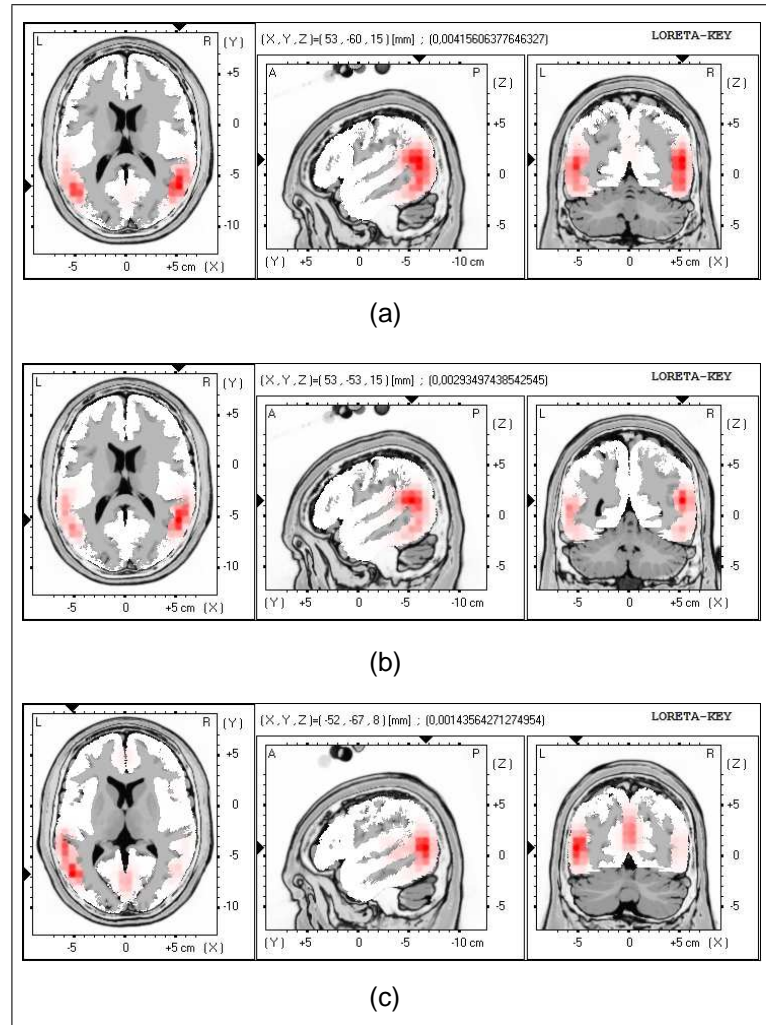 L R (Y) (X,Y,Z)=( 53 , -60 , 15 ) [mm] ; (0,00415606377646327) LORETA-KEY
+5 A P (Z) L R (Z)
0 +5 +5
-5 0 0
-10 -5 -5
-5 0 +5 cm (X) (Y) +5 0 -5 -10 cm -5 0 +5 cm (X)
(a)
L R (Y) (X,Y,Z)=( 53 , -53 , 15 ) [mm] ; (0,00293497438542545) LORETA-KEY
+5 A P (Z) L R (Z)
0 +5 +5
-5 0 0
-10 -5 -5
-5 0 +5 cm (X) (Y) +5 0 -5 -10 cm -5 0 +5 cm (X)
(b)
L R (Y) (X,Y,Z)=( -52 , -67 , 8 ) [mm] ; (0,00143564271274954) LORETA-KEY
+5 A P (Z) L R (Z)
0 +5 +5
-5 0 0
-10 -5 -5
-5 0 +5 cm (X) (Y) +5 0 -5 -10 cm -5 0 +5 cm (X)
(c)